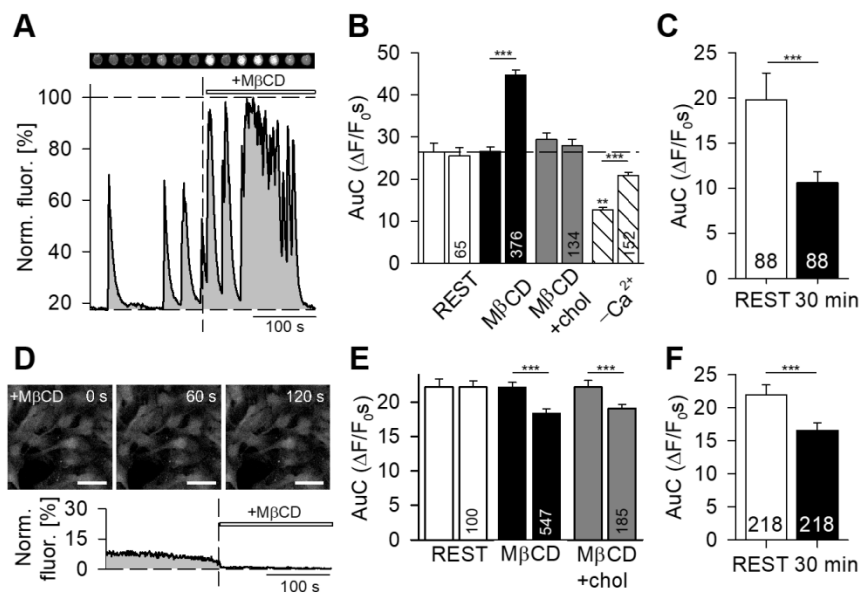 A
+MβCD
Norm. fluor. [%]
100
80
60
40
20
100 s
B
AuC (ΔF/F₀s)
50
40
30
20
10
0
***
***
**
65
376
134
152
REST
MβCD
MβCD
+chol
–Ca²⁺
C
AuC (ΔF/F₀s)
25
20
15
10
5
0
***
88
88
REST 30 min
D
+MβCD 0 s
60 s
120 s
Norm.
fluor. [%]
30
15
0
+MβCD
100 s
E
AuC (ΔF/F₀s)
20
15
10
5
0
***
***
100
547
185
REST
MβCD
MβCD
+chol
F
AuC (ΔF/F₀s)
25
20
15
10
5
0
***
218
218
REST 30 min